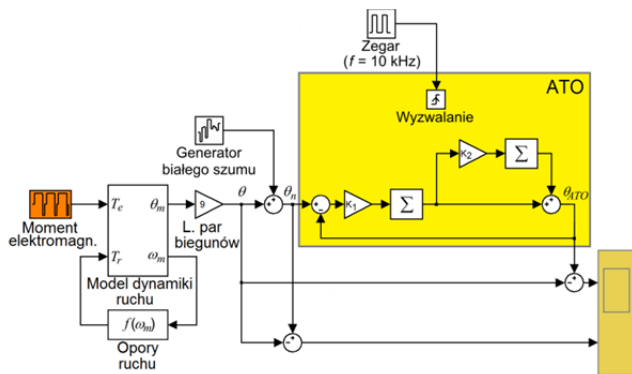 Zegar
(f = 10 kHz)
ATO
Wyzwalanie
Generator
białego szumu
K₂
Σ
θ
θₙ
θ_ATO
K₁
Σ
Tₑ
θₘ
9
L. par
biegunów
Moment
elektromagn.
Tᵣ
ωₘ
Model dynamiki
ruchu
f(ωₘ)
Opory
ruchu